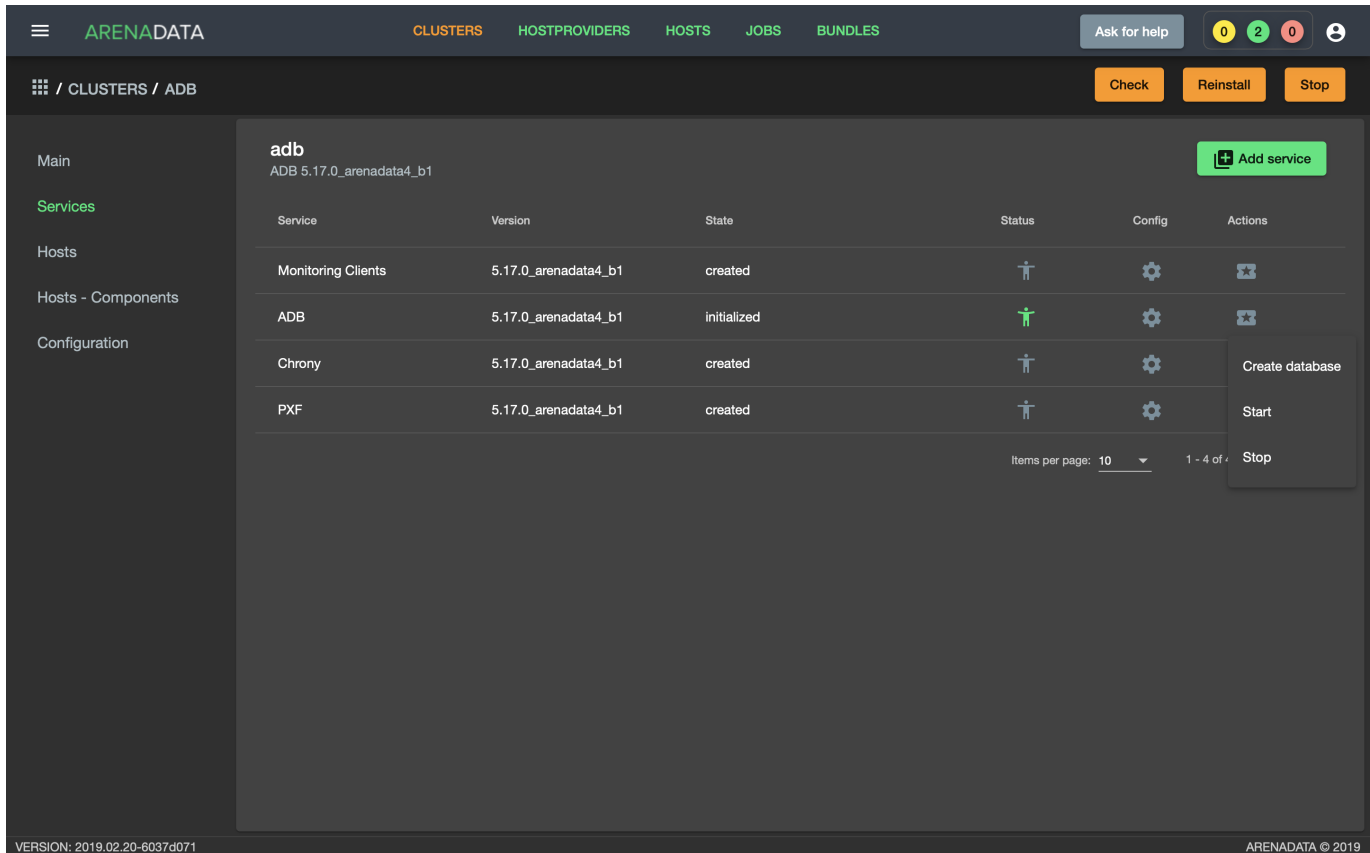 ARENADATA CLUSTERS HOSTPROVIDERS HOSTS JOBS BUNDLES Ask for help 0 2 0
/ CLUSTERS / ADB Check Reinstall Stop
Main
Services
Hosts
Hosts - Components
Configuration
adb
ADB 5.17.0_arenadata4_b1
Add service
Service Version State Status Config Actions
Monitoring Clients 5.17.0_arenadata4_b1 created
ADB 5.17.0_arenadata4_b1 initialized
Chrony 5.17.0_arenadata4_b1 created
PXF 5.17.0_arenadata4_b1 created
Create database
Start
Stop
Items per page: 10 1 - 4 of
VERSION: 2019.02.20-6037d071 ARENADATA © 2019